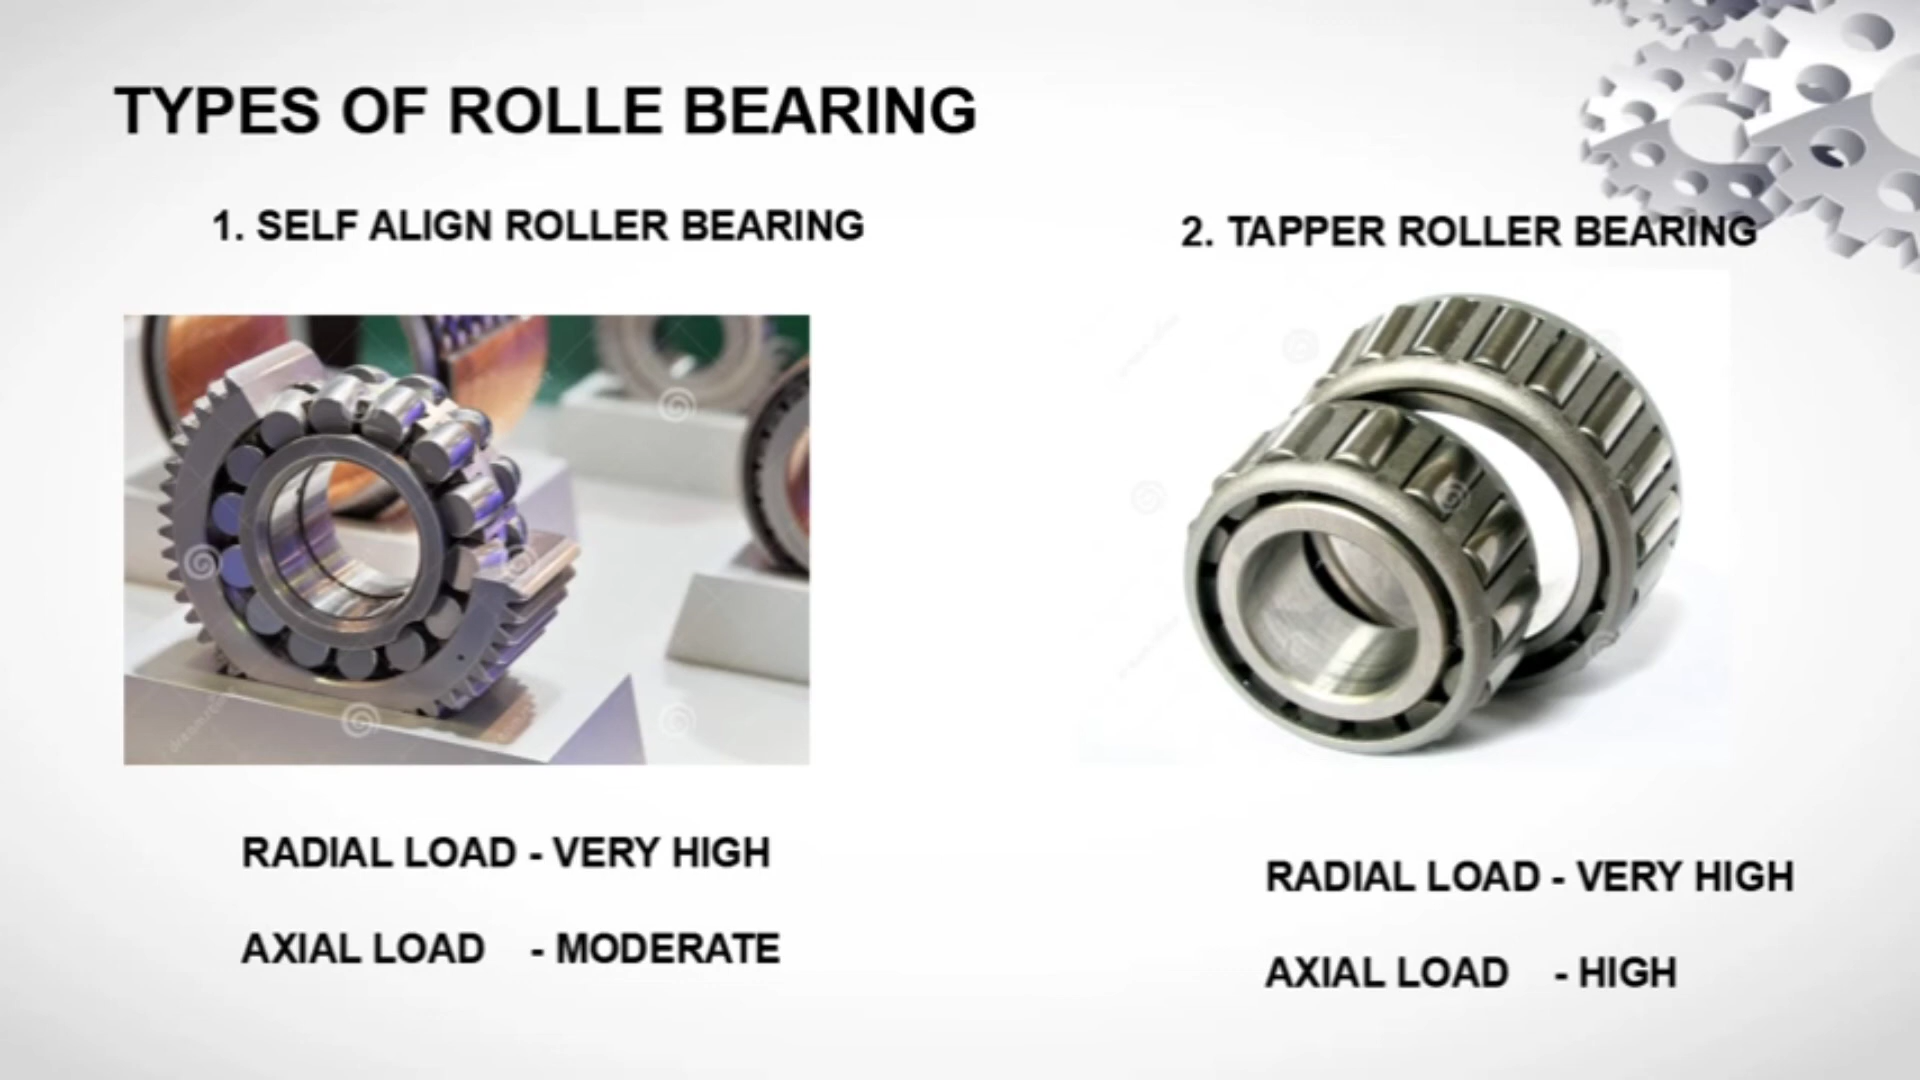 TYPES OF ROLLE BEARING
1. SELF ALIGN ROLLER BEARING
2. TAPPER ROLLER BEARING
RADIAL LOAD - VERY HIGH
AXIAL LOAD - MODERATE
RADIAL LOAD - VERY HIGH
AXIAL LOAD - HIGH